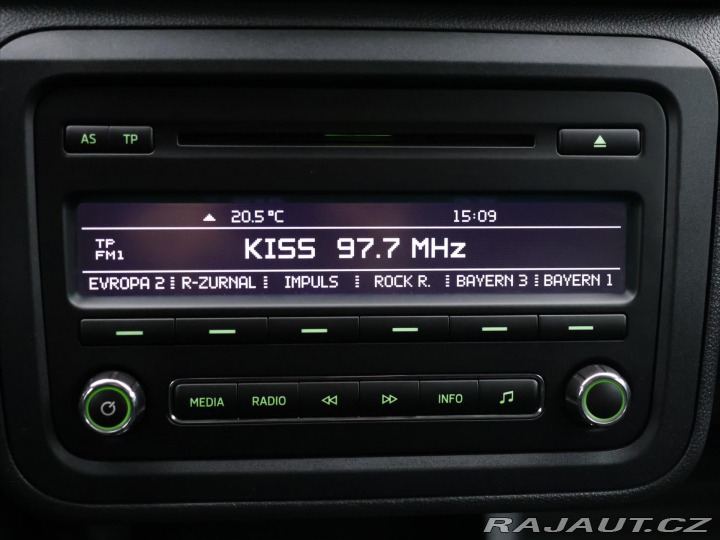 AS TP
20.5 °C 15:09
TP
FM1
KISS 97.7 MHz
EVROPA 2 R-ZURNAL IMPULS ROCK R. BAYERN 3 BAYERN 1
MEDIA RADIO INFO
RAJAUT.CZ